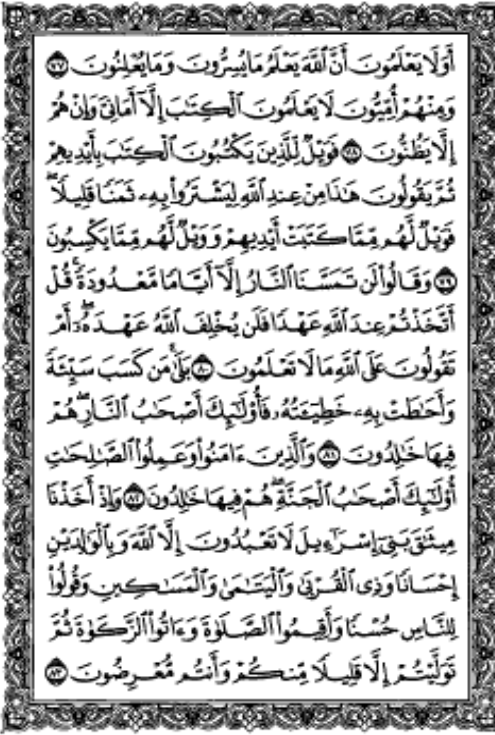 أَوَلَا يَعْلَمُونَ أَنَّ ٱللَّهَ يَعْلَمُ مَا يُسِرُّونَ وَمَا يُعْلِنُونَ ٧٧
وَمِنْهُمْ أُمِّيُّونَ لَا يَعْلَمُونَ ٱلْكِتَٰبَ إِلَّآ أَمَانِىَّ وَإِنْ هُمْ
إِلَّا يَظُنُّونَ ٧٨ فَوَيْلٌ لِّلَّذِينَ يَكْتُبُونَ ٱلْكِتَٰبَ بِأَيْدِيهِمْ
ثُمَّ يَقُولُونَ هَٰذَا مِنْ عِندِ ٱللَّهِ لِيَشْتَرُوا۟ بِهِۦ ثَمَنًا قَلِيلًا ۖ
فَوَيْلٌ لَّهُم مِّمَّا كَتَبَتْ أَيْدِيهِمْ وَوَيْلٌ لَّهُم مِّمَّا يَكْسِبُونَ
٧٩ وَقَالُوا۟ لَن تَمَسَّنَا ٱلنَّارُ إِلَّآ أَيَّامًا مَّعْدُودَةً ۚ قُلْ
أَتَّخَذْتُمْ عِندَ ٱللَّهِ عَهْدًا فَلَن يُخْلِفَ ٱللَّهُ عَهْدَهُۥٓ ۖ أَمْ
تَقُولُونَ عَلَى ٱللَّهِ مَا لَا تَعْلَمُونَ ٨٠ بَلَىٰ مَن كَسَبَ سَيِّئَةً
وَأَحَٰطَتْ بِهِۦ خَطِيٓـَٔتُهُۥ فَأُو۟لَٰٓئِكَ أَصْحَٰبُ ٱلنَّارِ ۖ هُمْ
فِيهَا خَٰلِدُونَ ٨١ وَٱلَّذِينَ ءَامَنُوا۟ وَعَمِلُوا۟ ٱلصَّٰلِحَٰتِ
أُو۟لَٰٓئِكَ أَصْحَٰبُ ٱلْجَنَّةِ ۖ هُمْ فِيهَا خَٰلِدُونَ ٨٢ وَإِذْ أَخَذْنَا
مِيثَٰقَ بَنِىٓ إِسْرَٰٓءِيلَ لَا تَعْبُدُونَ إِلَّا ٱللَّهَ وَبِٱلْوَٰلِدَيْنِ
إِحْسَانًا وَذِى ٱلْقُرْبَىٰ وَٱلْيَتَٰمَىٰ وَٱلْمَسَٰكِينِ وَقُولُوا۟
لِلنَّاسِ حُسْنًا وَأَقِيمُوا۟ ٱلصَّلَوٰةَ وَءَاتُوا۟ ٱلزَّكَوٰةَ ثُمَّ
تَوَلَّيْتُمْ إِلَّا قَلِيلًا مِّنكُمْ وَأَنتُم مُّعْرِضُونَ ٨٣